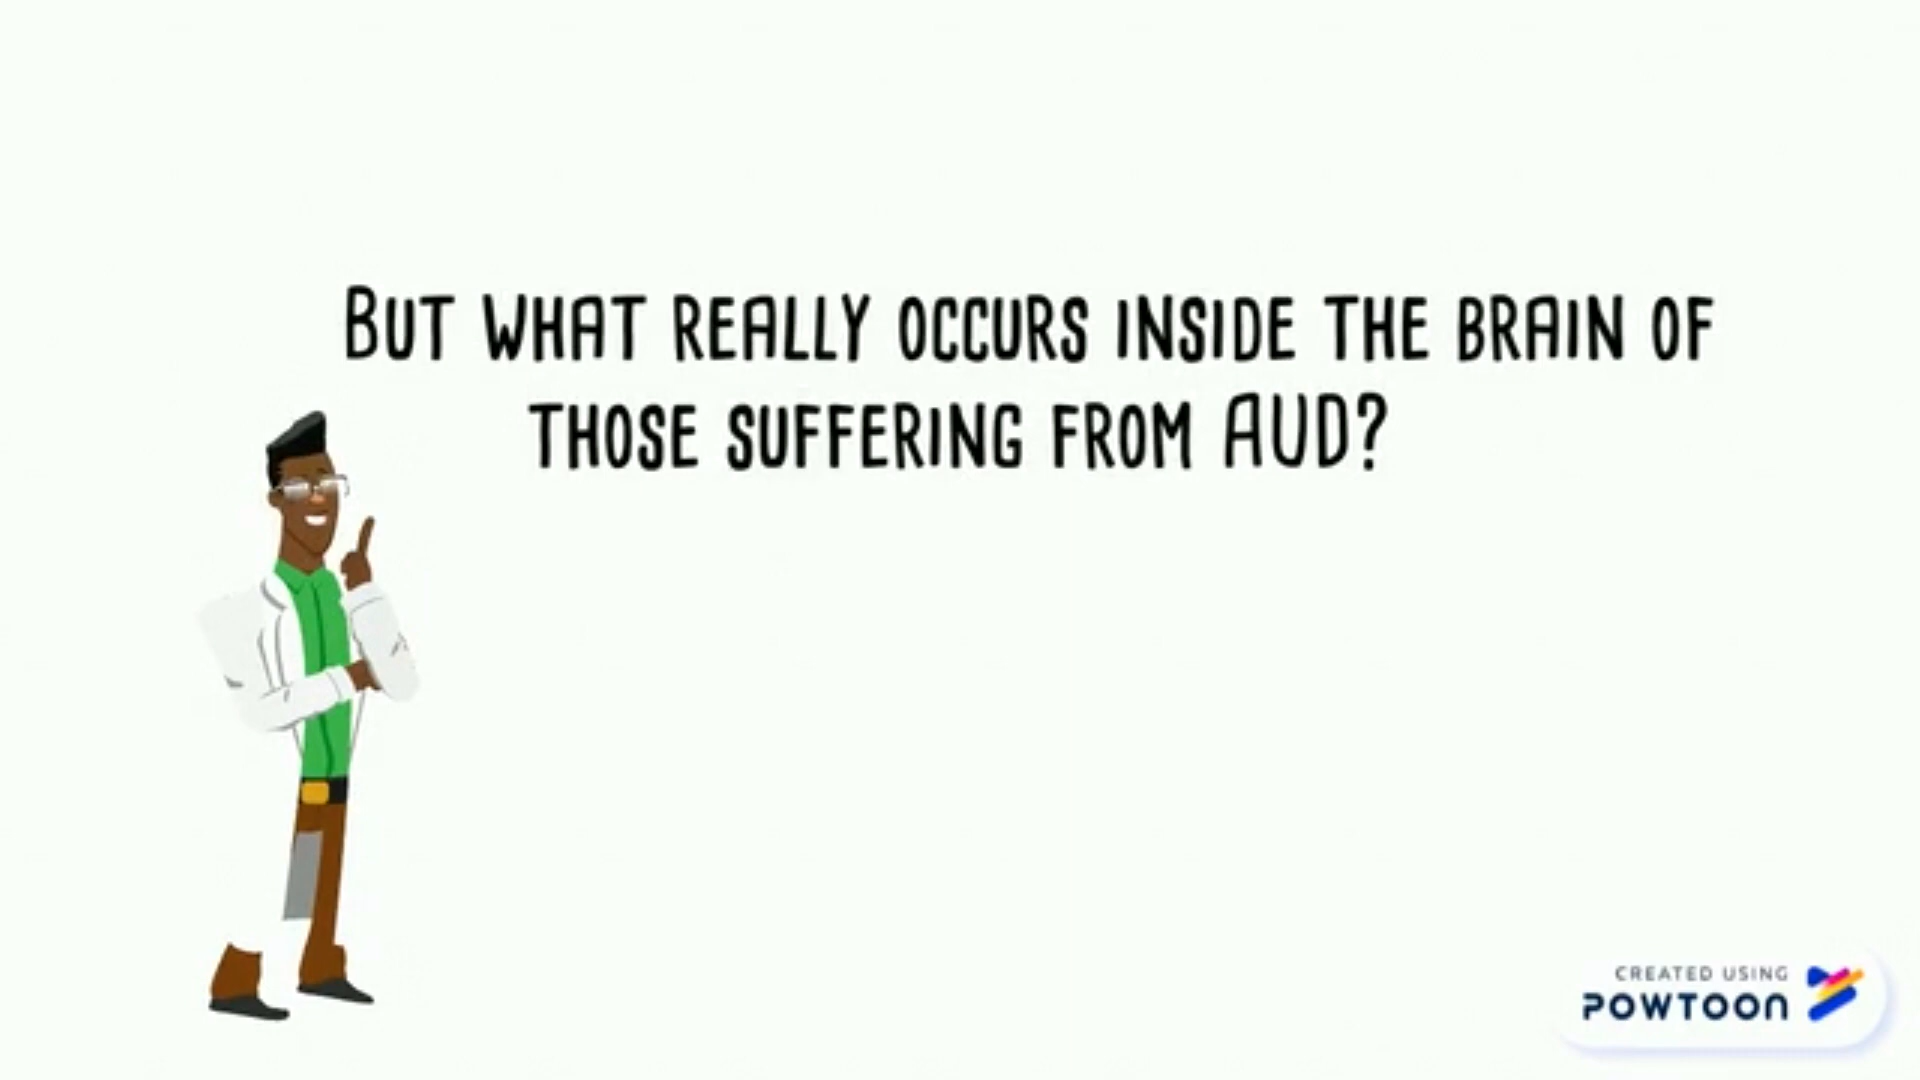 But what really occurs inside the brain of
those suffering from AUD?
CREATED USING
POWTOON